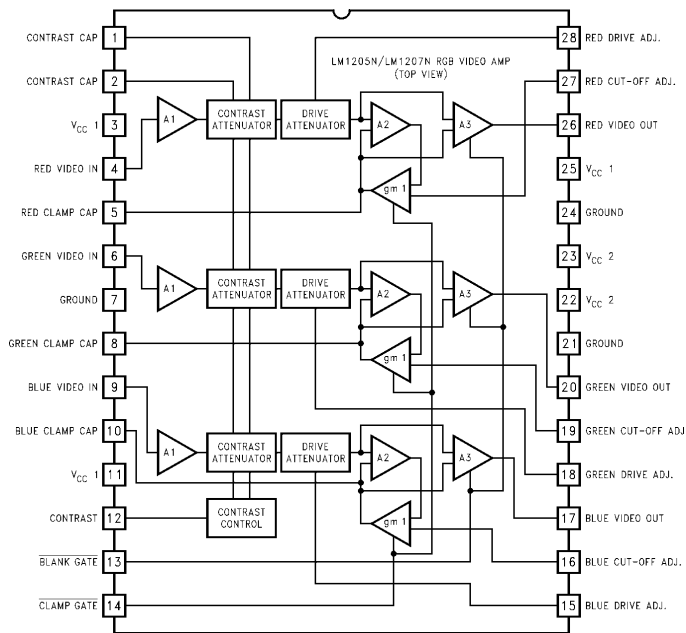 CONTRAST CAP 1
CONTRAST CAP 2
V_CC 1 3
RED VIDEO IN 4
RED CLAMP CAP 5
GREEN VIDEO IN 6
GROUND 7
GREEN CLAMP CAP 8
BLUE VIDEO IN 9
BLUE CLAMP CAP 10
V_CC 1 11
CONTRAST 12
BLANK GATE 13
CLAMP GATE 14
LM1205N/LM1207N RGB VIDEO AMP
(TOP VIEW)
A1
CONTRAST
ATTENUATOR
DRIVE
ATTENUATOR
A2
A3
gm 1
A1
CONTRAST
ATTENUATOR
DRIVE
ATTENUATOR
A2
A3
gm 1
A1
CONTRAST
ATTENUATOR
DRIVE
ATTENUATOR
A2
A3
gm 1
CONTRAST
CONTROL
28 RED DRIVE ADJ.
27 RED CUT-OFF ADJ.
26 RED VIDEO OUT
25 V_CC 1
24 GROUND
23 V_CC 2
22 V_CC 2
21 GROUND
20 GREEN VIDEO OUT
19 GREEN CUT-OFF ADJ
18 GREEN DRIVE ADJ.
17 BLUE VIDEO OUT
16 BLUE CUT-OFF ADJ.
15 BLUE DRIVE ADJ.